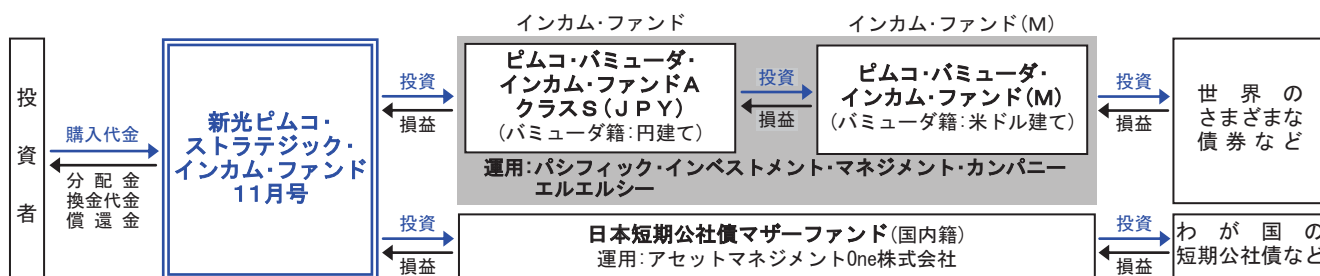 インカム・ファンド
インカム・ファンド(M)
投資者
購入代金
分配金
換金代金
償還金
新光ピムコ・
ストラテジック・
インカム・ファンド
11月号
投資
損益
ピムコ・バミューダ・
インカム・ファンドA
クラスS(JPY)
(バミューダ籍:円建て)
投資
損益
ピムコ・バミューダ・
インカム・ファンド(M)
(バミューダ籍:米ドル建て)
運用:パシフィック・インベストメント・マネジメント・カンパニー
エルエルシー
投資
損益
世界の
さまざまな
債券など
投資
損益
日本短期公社債マザーファンド(国内籍)
運用:アセットマネジメントOne株式会社
投資
損益
わが国の
短期公社債など